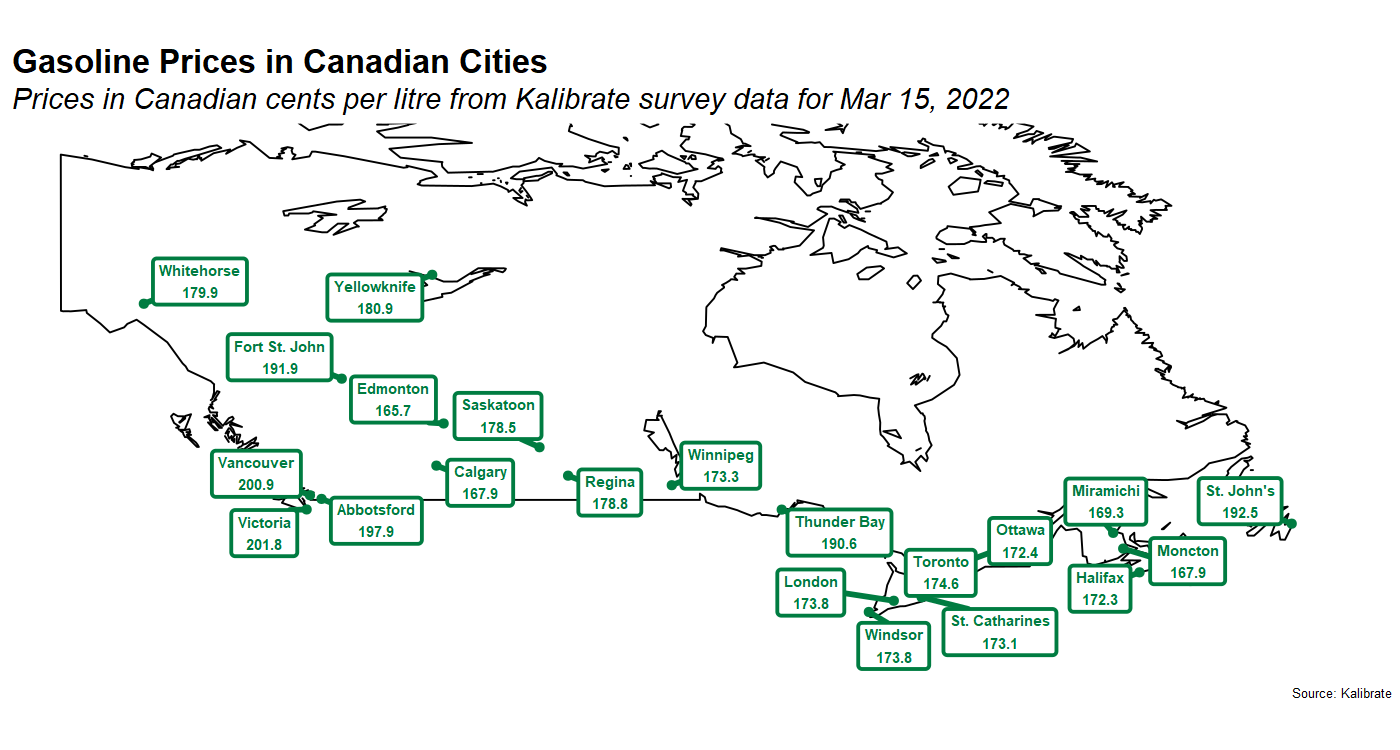 Gasoline Prices in Canadian Cities
Prices in Canadian cents per litre from Kalibrate survey data for Mar 15, 2022
Whitehorse
179.9
Yellowknife
180.9
Fort St. John
191.9
Edmonton
165.7
Saskatoon
178.5
Vancouver
200.9
Calgary
167.9
Regina
178.8
Winnipeg
173.3
Victoria
201.8
Abbotsford
197.9
Thunder Bay
190.6
Miramichi
169.3
St. John's
192.5
Ottawa
172.4
Toronto
174.6
Moncton
167.9
Halifax
172.3
London
173.8
St. Catharines
173.1
Windsor
173.8
Source: Kalibrate